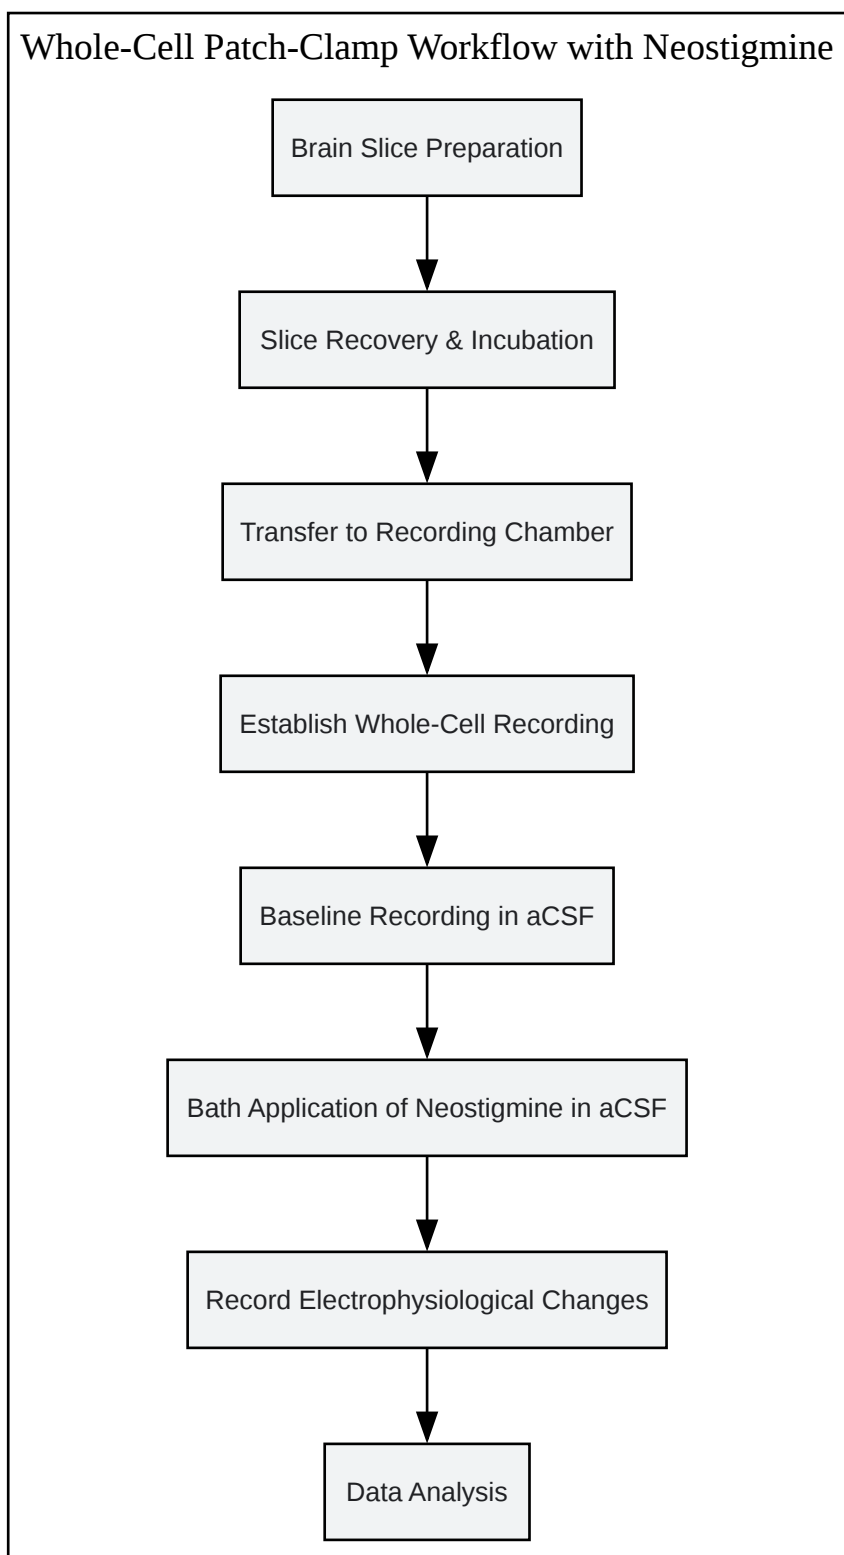 Whole-Cell Patch-Clamp Workflow with Neostigmine
Brain Slice Preparation
Slice Recovery & Incubation
Transfer to Recording Chamber
Establish Whole-Cell Recording
Baseline Recording in aCSF
Bath Application of Neostigmine in aCSF
Record Electrophysiological Changes
Data Analysis